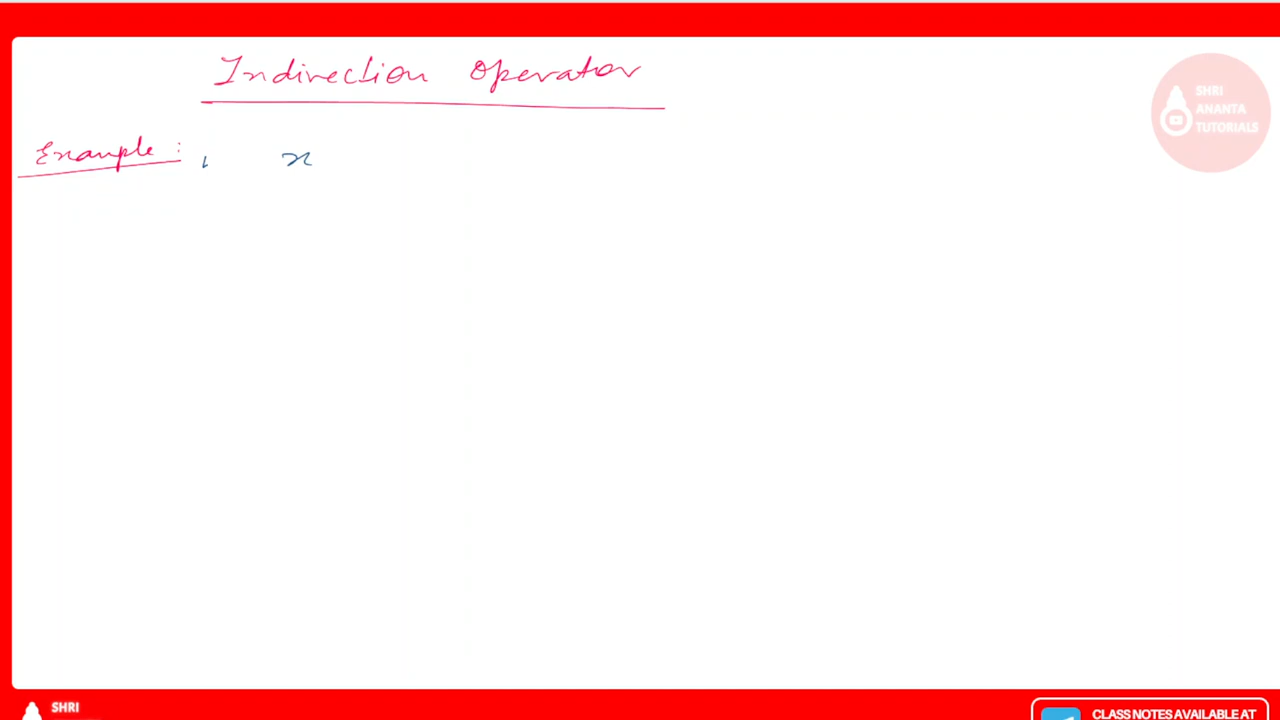 Indirection Operator
Example : x
SHRI
ANANTA
TUTORIALS
SHRI
CLASS NOTES AVAILABLE AT